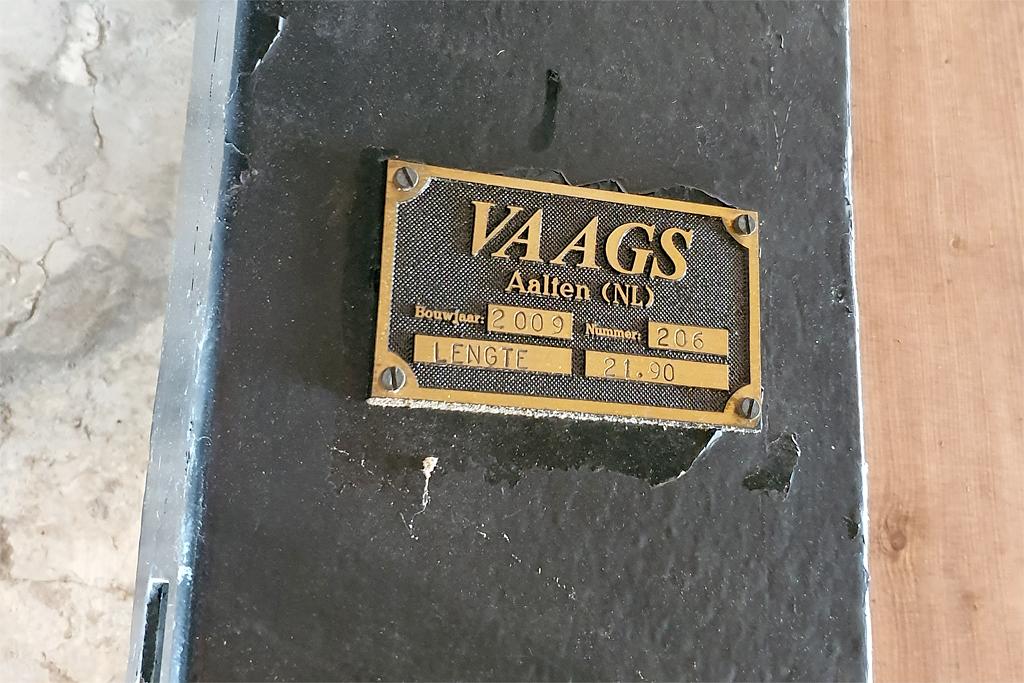 VAAGS
Aalten (NL)
Bouwjaar: 2009 Nummer: 206
LENGTE 21.90